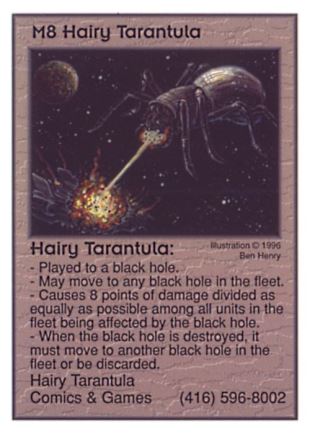 M8 Hairy Tarantula
Hairy Tarantula:
Illustration © 1996
Ben Henry
- Played to a black hole.
- May move to any black hole in the fleet.
- Causes 8 points of damage divided as
equally as possible among all units in the
fleet being affected by the black hole.
- When the black hole is destroyed, it
must move to another black hole in the
fleet or be discarded.
Hairy Tarantula
Comics & Games (416) 596-8002